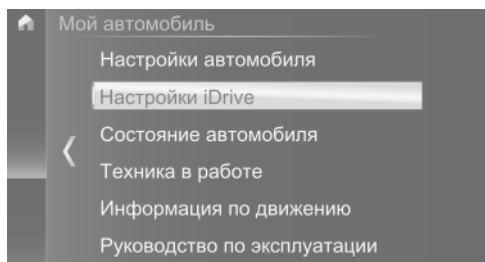 Мой автомобиль
Настройки автомобиля
Настройки iDrive
Состояние автомобиля
Техника в работе
Информация по движению
Руководство по эксплуатации